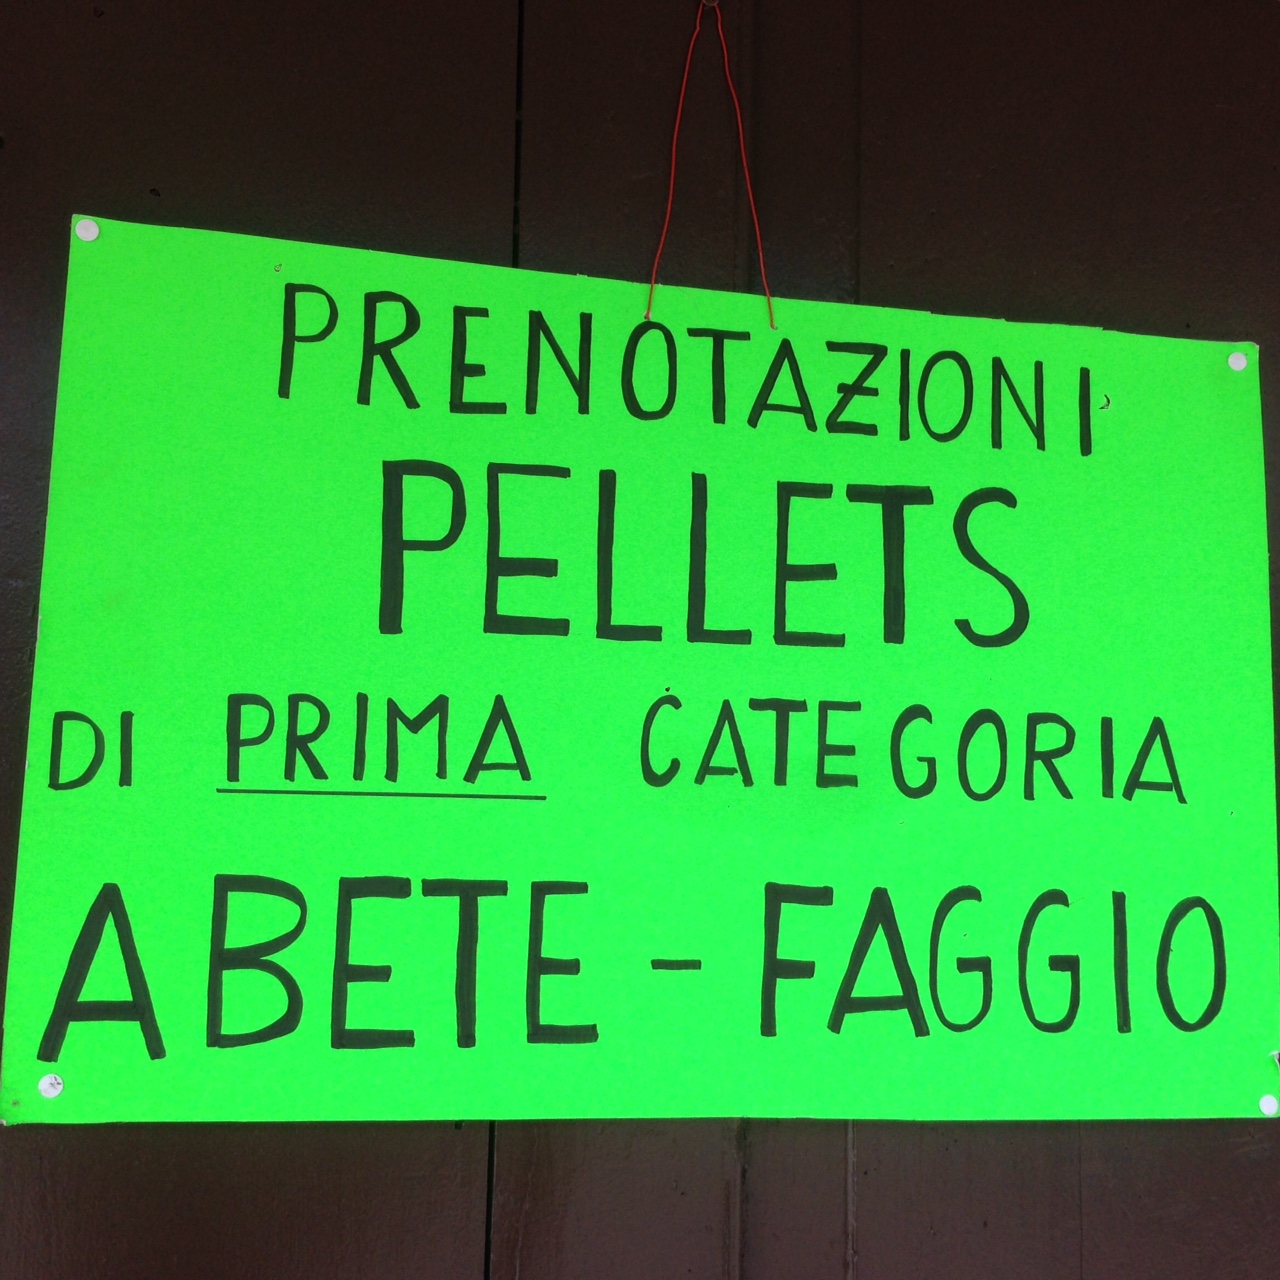 PRENOTAZIONI
PELLETS
DI PRIMA CATEGORIA
ABETE - FAGGIO